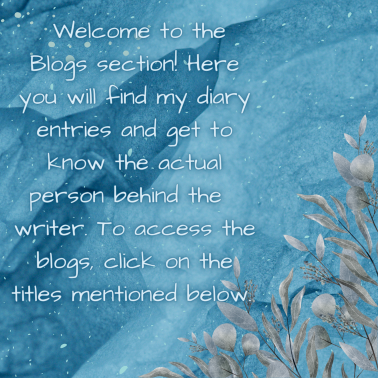 Welcome to the
Blogs section! Here
you will find my diary
entries and get to
know the actual
person behind the
writer. To access the
blogs, click on the
titles mentioned below.